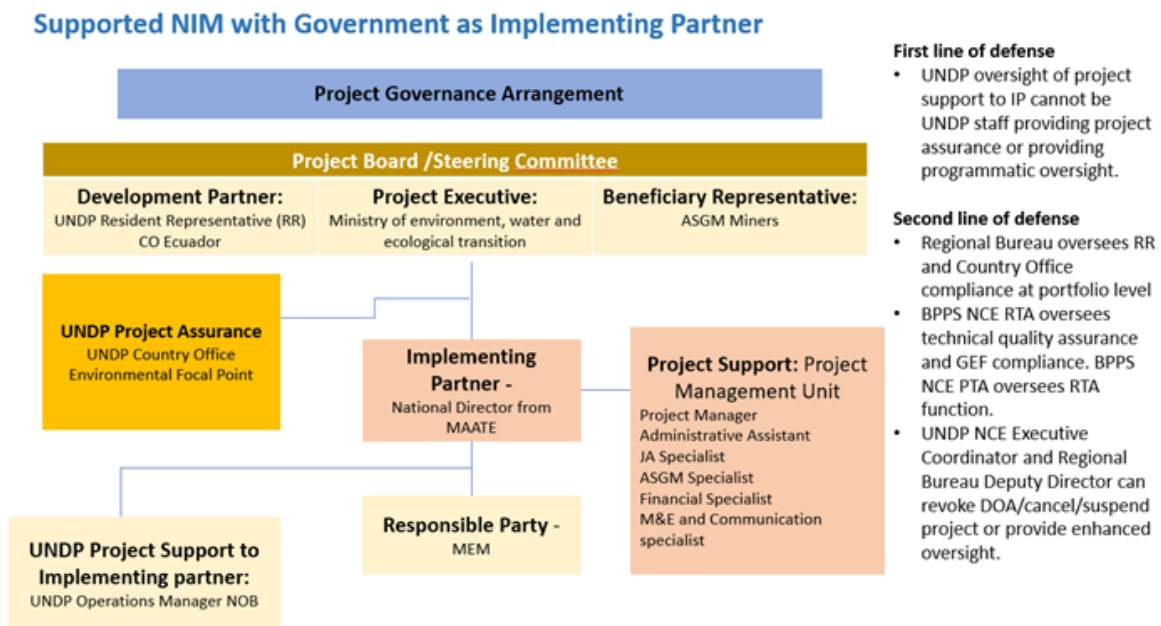 Supported NIM with Government as Implementing Partner
Project Governance Arrangement
Project Board /Steering Committee
Development Partner:
UNDP Resident Representative (RR)
CO Ecuador
Project Executive:
Ministry of environment, water and
ecological transition
Beneficiary Representative:
ASGM Miners
UNDP Project Assurance
UNDP Country Office
Environmental Focal Point
Implementing
Partner -
National Director from
MAATE
Project Support: Project
Management Unit
Project Manager
Administrative Assistant
JA Specialist
ASGM Specialist
Financial Specialist
M&E and Communication
specialist
UNDP Project Support to
Implementing partner:
UNDP Operations Manager NOB
Responsible Party -
MEM
First line of defense
• UNDP oversight of project
support to IP cannot be
UNDP staff providing project
assurance or providing
programmatic oversight.
Second line of defense
• Regional Bureau oversees RR
and Country Office
compliance at portfolio level
• BPPS NCE RTA oversees
technical quality assurance
and GEF compliance. BPPS
NCE PTA oversees RTA
function.
• UNDP NCE Executive
Coordinator and Regional
Bureau Deputy Director can
revoke DOA/cancel/suspend
project or provide enhanced
oversight.